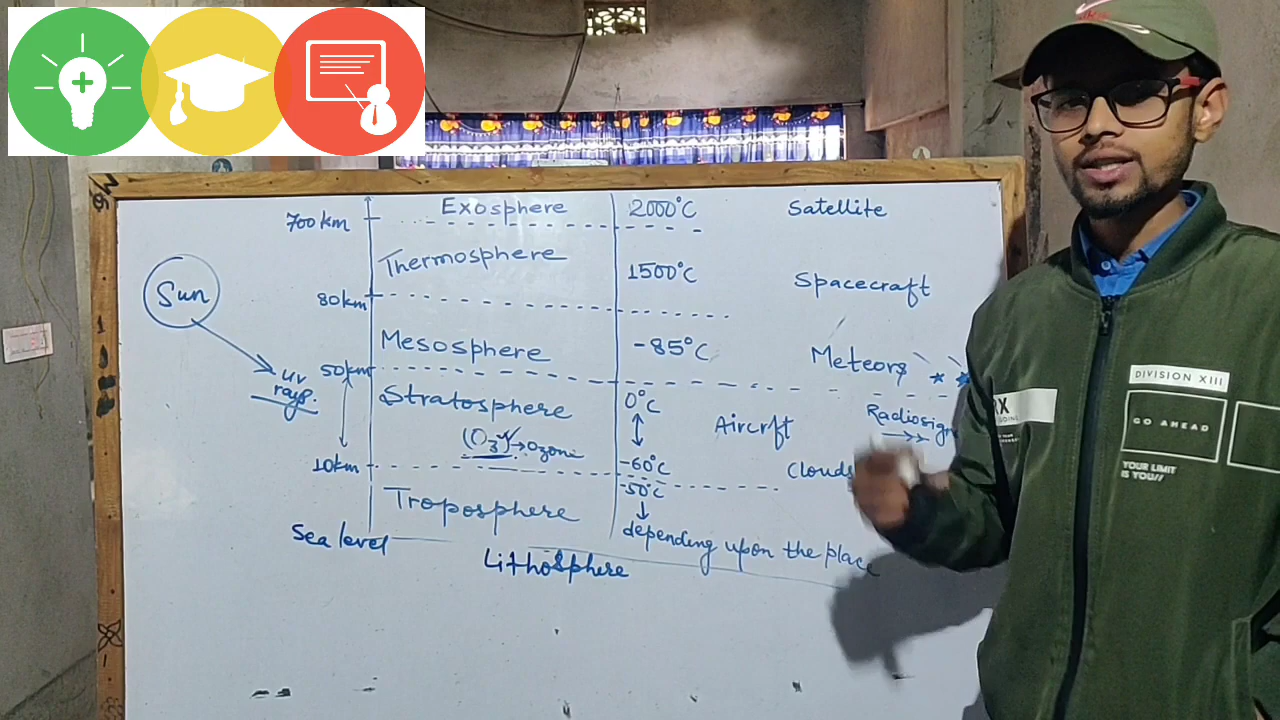 Exosphere 2000°C Satellite
700 km
Thermosphere 1500°C Spacecraft
Sun
80km
Mesosphere -85°C Meteors
50km
UV rays.
Stratosphere 0°C
Aircrft Radiosig
(O₃) → Ozone
10km -60°C Clouds
-50°C
Troposphere
Sea level depending upon the place
Lithosphere
DIVISION XIII
GO AHEAD
YOUR LIMIT
IS YOU//
RX